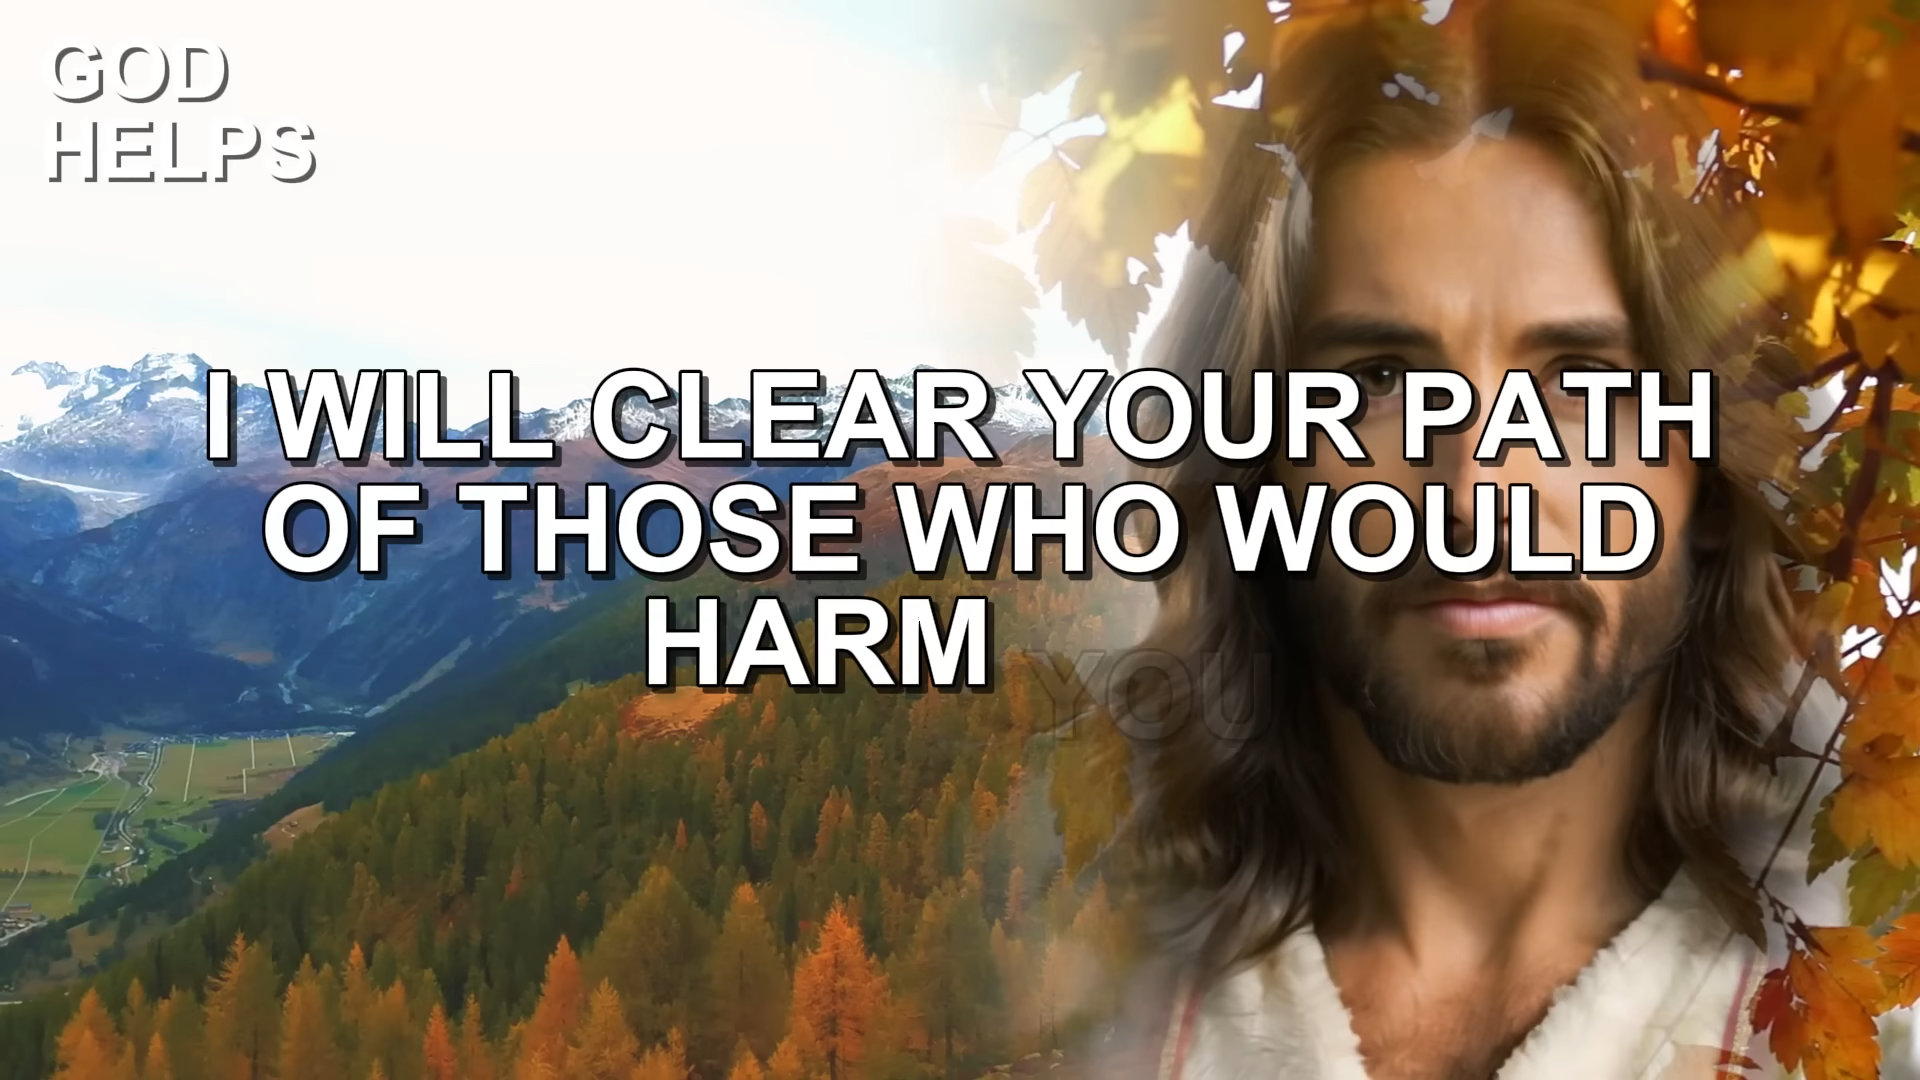 GOD
HELPS
I WILL CLEAR YOUR PATH
OF THOSE WHO WOULD
HARM YOU